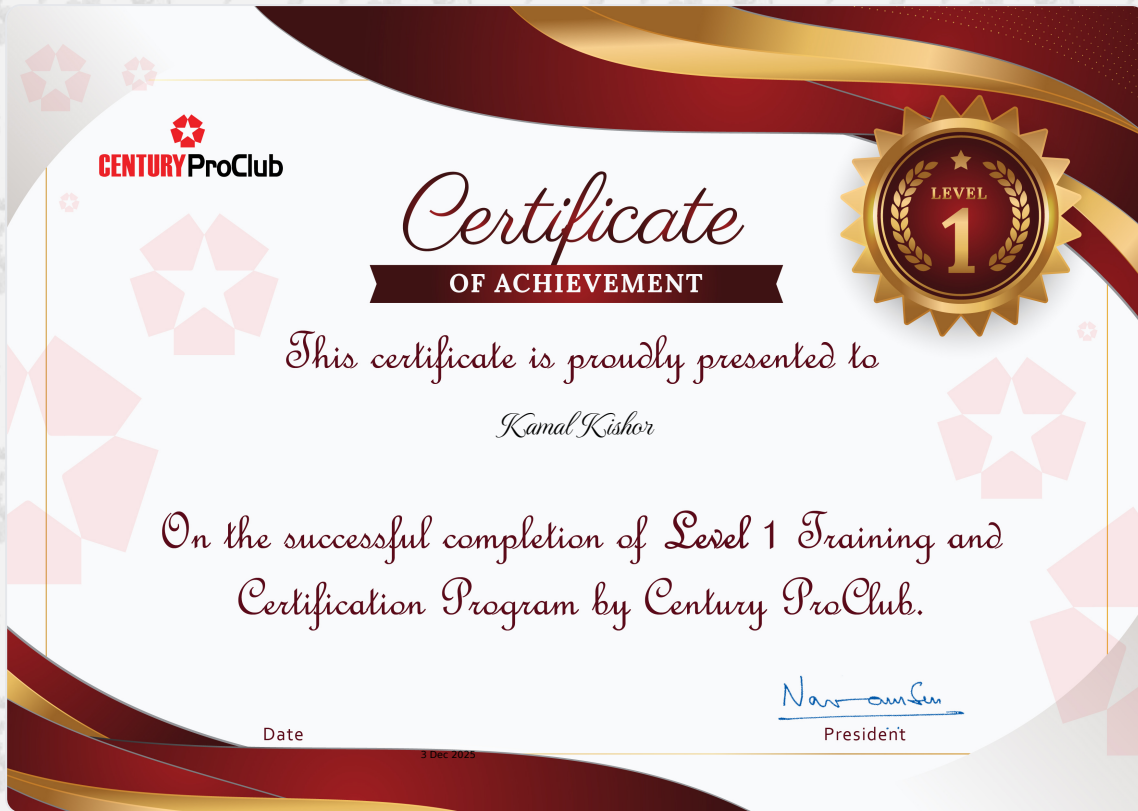 CENTURY ProClub
LEVEL
1
Certificate
OF ACHIEVEMENT
This certificate is proudly presented to
Kamal Kishor
On the successful completion of Level 1 Training and
Certification Program by Century ProClub.
Date
President
3 Dec 2025